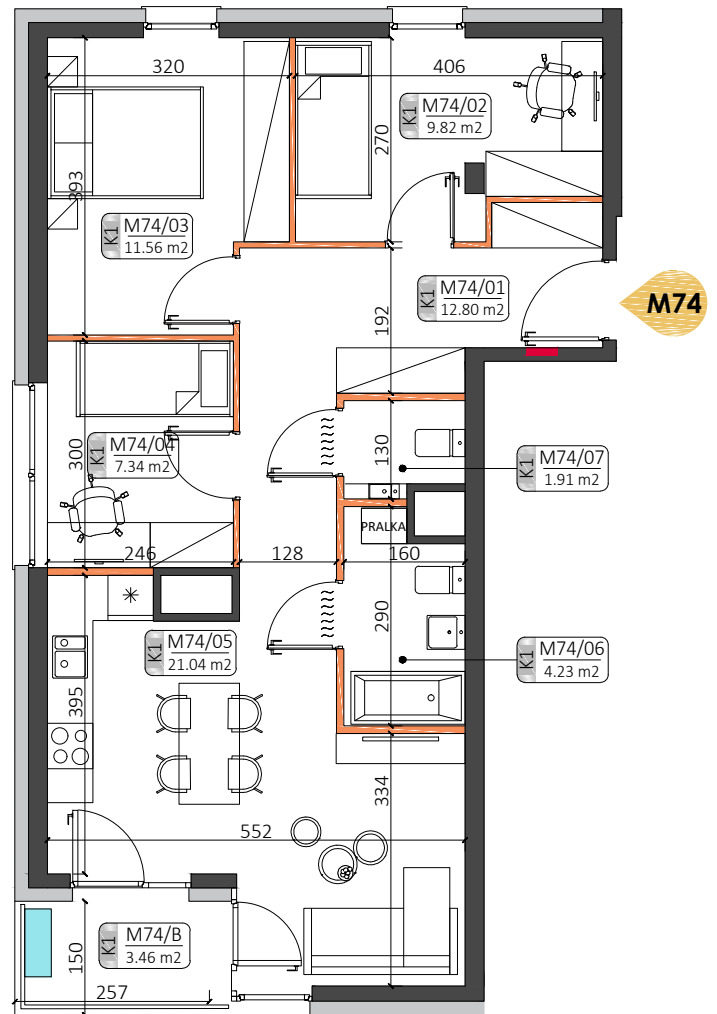 320
406
K1 M74/02
9.82 m2
270
393
K1 M74/03
11.56 m2
K1 M74/01
12.80 m2
M74
192
300
K1 M74/04
7.34 m2
130
K1 M74/07
1.91 m2
PRALKA
246
128
160
290
K1 M74/05
21.04 m2
K1 M74/06
4.23 m2
395
334
552
K1 M74/B
3.46 m2
150
257